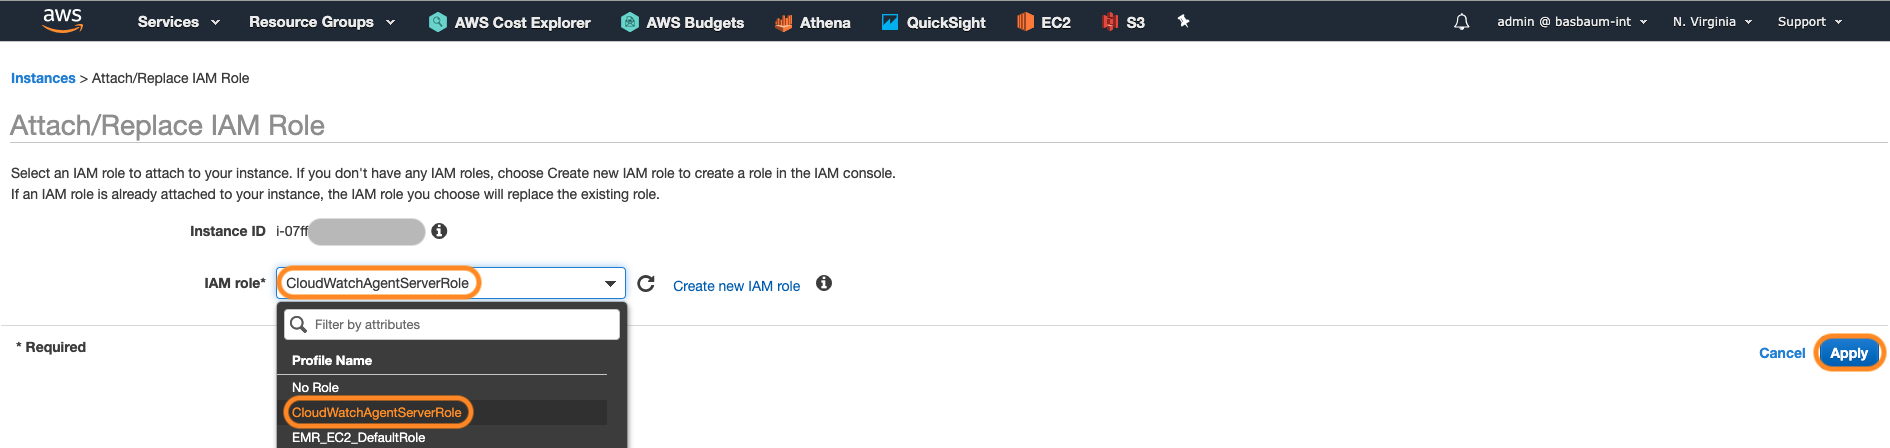 aws Services Resource Groups AWS Cost Explorer AWS Budgets Athena QuickSight EC2 S3 admin @ basbaum-int N. Virginia Support
Instances > Attach/Replace IAM Role
Attach/Replace IAM Role
Select an IAM role to attach to your instance. If you don't have any IAM roles, choose Create new IAM role to create a role in the IAM console.
If an IAM role is already attached to your instance, the IAM role you choose will replace the existing role.
Instance ID i-07ff
IAM role* CloudWatchAgentServerRole Create new IAM role
Filter by attributes
* Required
Cancel Apply
Profile Name
No Role
CloudWatchAgentServerRole
EMR_EC2_DefaultRole